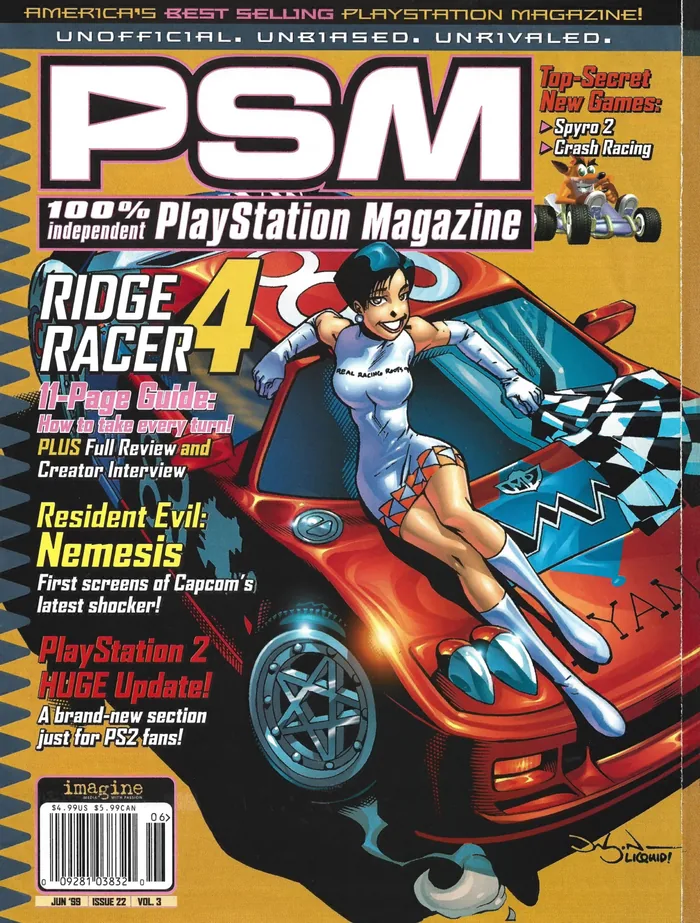 AMERICA'S BEST SELLING PLAYSTATION MAGAZINE!
UNOFFICIAL. UNBIASED. UNRIVALED.
PSM
100%
independent
PlayStation Magazine
Top-Secret
New Games:
Spyro 2
Crash Racing
RIDGE
RACER 4
11-Page Guide:
How to take every turn!
PLUS Full Review and
Creator Interview
REAL RACING ROOTS
Resident Evil:
Nemesis
First screens of Capcom's
latest shocker!
YANG
PlayStation 2
HUGE Update!
A brand-new section
just for PS2 fans!
imagine
MEDIA WITH PASSION
$4.99US $5.99CAN
06>
0 09281 03832 0
JUN '99 ISSUE 22 VOL. 3
LIQUID!